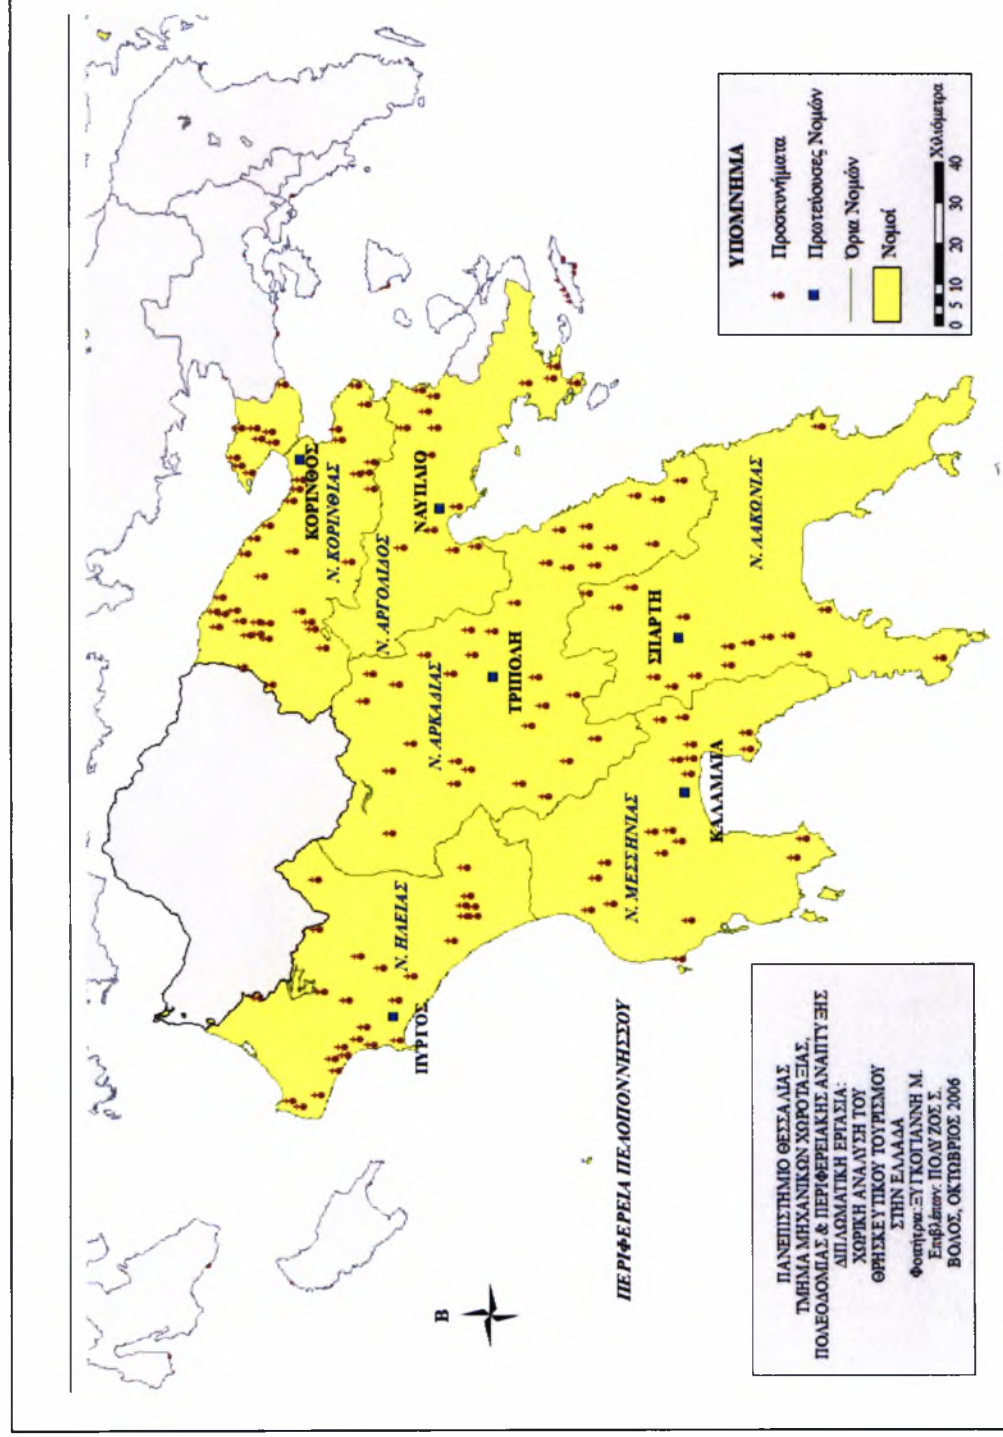 Β
ΠΕΡΙΦΕΡΕΙΑ ΠΕΛΟΠΟΝΝΗΣΣΟΥ
ΚΟΡΙΝΘΟΣ
Ν. ΚΟΡΙΝΘΙΑΣ
Ν. ΑΡΓΟΛΙΔΟΣ
ΝΑΥΠΛΙΟ
Ν. ΑΡΚΑΔΙΑΣ
ΤΡΙΠΟΛΗ
Ν. ΗΛΕΙΑΣ
ΠΥΡΓΟΣ
Ν. ΜΕΣΣΗΝΙΑΣ
ΚΑΛΑΜΑΤΑ
ΣΠΑΡΤΗ
Ν. ΛΑΚΩΝΙΑΣ
ΠΑΝΕΠΙΣΤΗΜΙΟ ΘΕΣΣΑΛΙΑΣ
ΤΜΗΜΑ ΜΗΧΑΝΙΚΩΝ ΧΩΡΟΤΑΞΙΑΣ,
ΠΟΛΕΟΔΟΜΙΑΣ & ΠΕΡΙΦΕΡΕΙΑΚΗΣ ΑΝΑΠΤΥΞΗΣ
ΔΙΠΛΩΜΑΤΙΚΗ ΕΡΓΑΣΙΑ:
ΧΩΡΙΚΗ ΑΝΑΛΥΣΗ ΤΟΥ
ΘΡΗΣΚΕΥΤΙΚΟΥ ΤΟΥΡΙΣΜΟΥ
ΣΤΗΝ ΕΛΛΑΔΑ
Φοιτήτρια:ΞΥΓΚΟΓΙΑΝΝΗ Μ.
Επιβλέπων: ΠΟΛΥΖΟΣ Σ.
ΒΟΛΟΣ, ΟΚΤΩΒΡΙΟΣ 2006
ΥΠΟΜΝΗΜΑ
Προσκυνήματα
Πρωτεύουσες Νομών
Όρια Νομών
Νομοί
0 5 10 20 30 40 Χιλιόμετρα